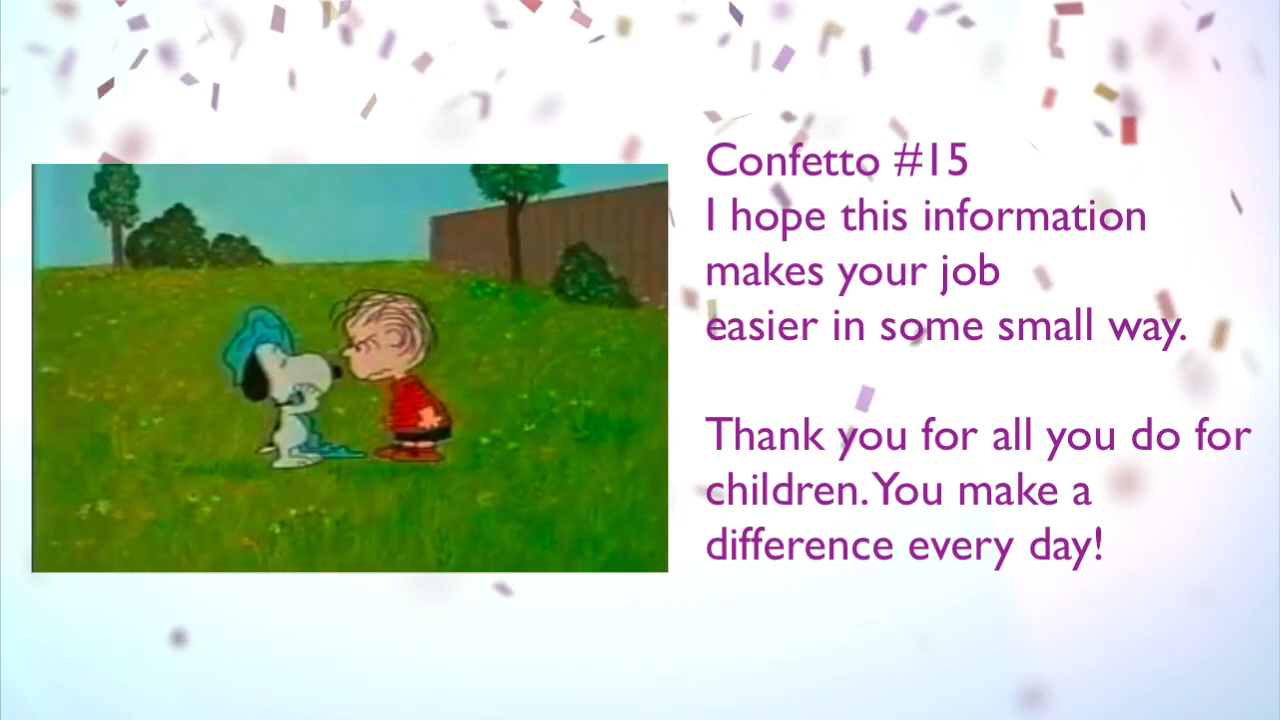 Confetto #15
I hope this information
makes your job
easier in some small way.
Thank you for all you do for
children. You make a
difference every day!